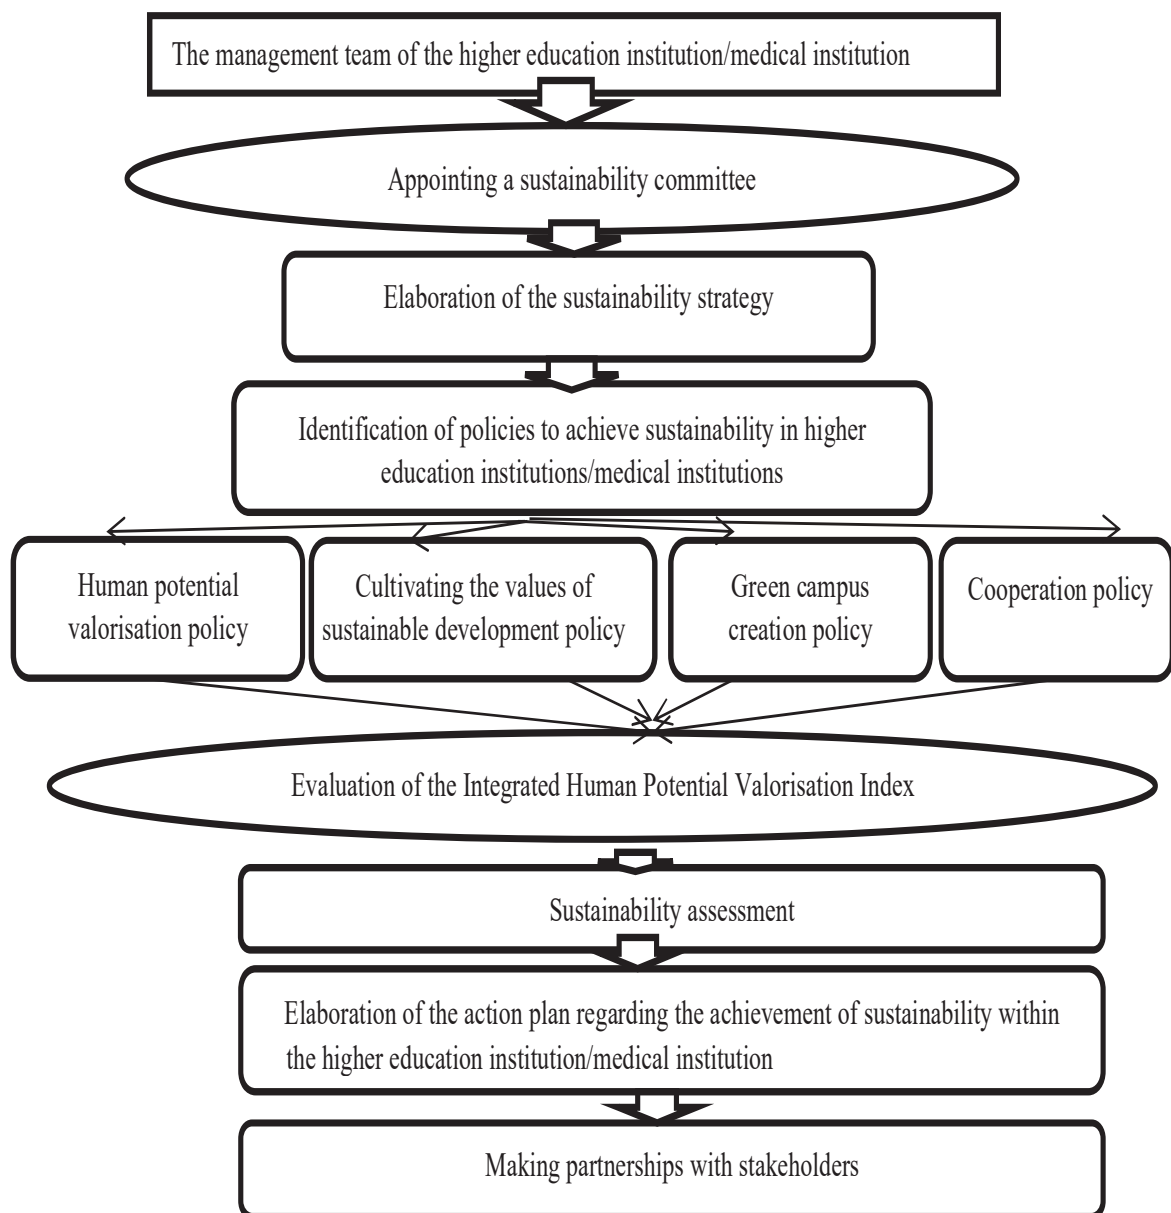 The management team of the higher education institution/medical institution
Appointing a sustainability committee
Elaboration of the sustainability strategy
Identification of policies to achieve sustainability in higher
education institutions/medical institutions
Human potential
valorisation policy
Cultivating the values of
sustainable development policy
Green campus
creation policy
Cooperation policy
Evaluation of the Integrated Human Potential Valorisation Index
Sustainability assessment
Elaboration of the action plan regarding the achievement of sustainability within
the higher education institution/medical institution
Making partnerships with stakeholders